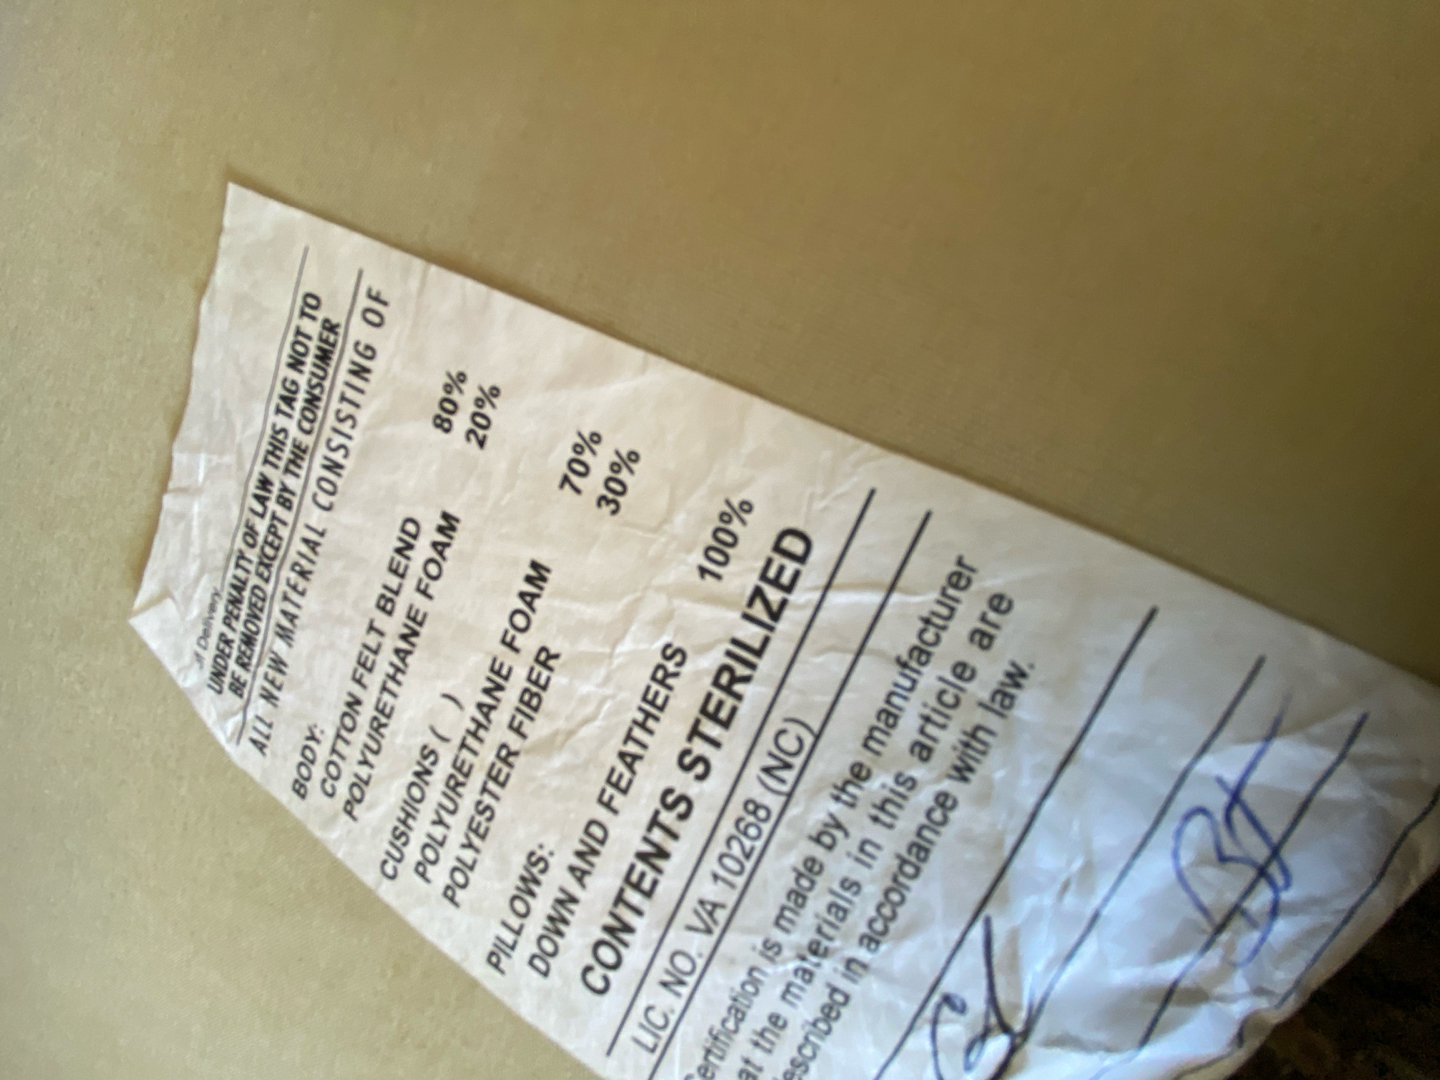 Delivery
UNDER PENALTY OF LAW THIS TAG NOT TO
BE REMOVED EXCEPT BY THE CONSUMER
ALL NEW MATERIAL CONSISTING OF
BODY:
COTTON FELT BLEND 80%
POLYURETHANE FOAM 20%
CUSHIONS ( )
POLYURETHANE FOAM 70%
POLYESTER FIBER 30%
PILLOWS:
DOWN AND FEATHERS 100%
CONTENTS STERILIZED
LIC. NO. VA 10268 (NC)
is made by the manufacturer
the materials in this article are
in accordance with law.